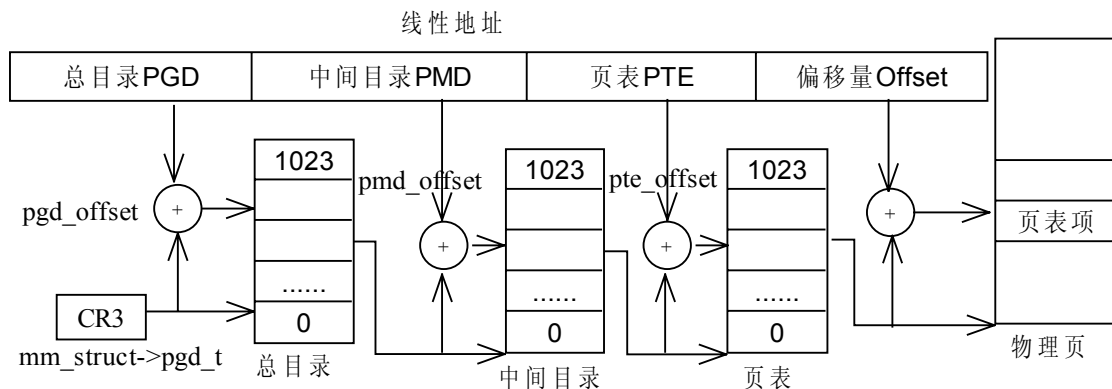 线性地址
总目录PGD
中间目录PMD
页表PTE
偏移量Offset
1023
1023
1023
pmd_offset
pte_offset
pgd_offset
+
+
+
+
页表项
......
......
......
CR3
0
0
0
mm_struct->pgd_t
总目录
中间目录
页表
物理页